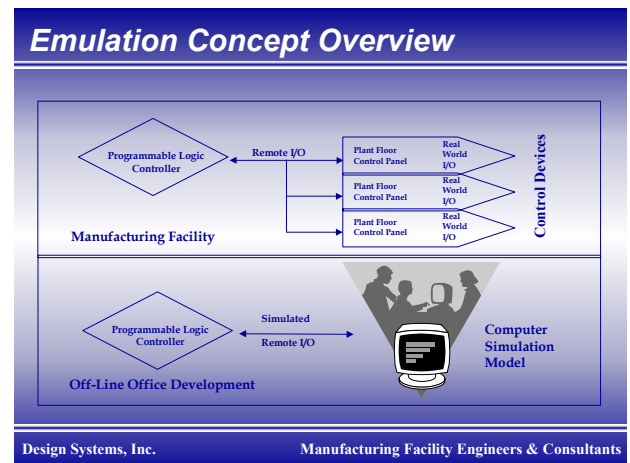 Emulation Concept Overview
Programmable Logic
Controller
Remote I/O
Plant Floor
Control Panel
Real
World
I/O
Plant Floor
Control Panel
Real
World
I/O
Plant Floor
Control Panel
Real
World
I/O
Control Devices
Manufacturing Facility
Programmable Logic
Controller
Simulated
Remote I/O
Computer
Simulation
Model
Off-Line Office Development
Design Systems, Inc.
Manufacturing Facility Engineers & Consultants